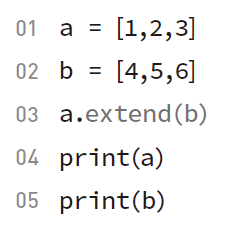 01 a = [1,2,3]
02 b = [4,5,6]
03 a.extend(b)
04 print(a)
05 print(b)